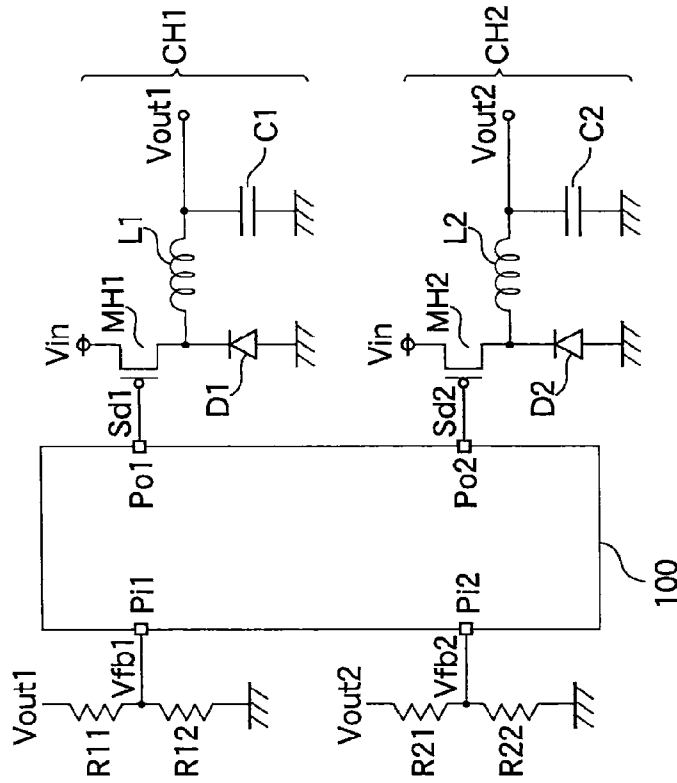 Vout1
R11
R12
Vfb1
Pi1
Po1
Sd1
Vin
MH1
D1
L1
Vout1
C1
CH1
Vout2
R21
R22
Vfb2
Pi2
Po2
Sd2
Vin
MH2
D2
L2
Vout2
C2
CH2
100